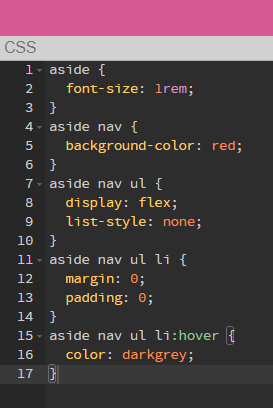 CSS
1 aside {
2   font-size: 1rem;
3 }
4 aside nav {
5   background-color: red;
6 }
7 aside nav ul {
8   display: flex;
9   list-style: none;
10 }
11 aside nav ul li {
12   margin: 0;
13   padding: 0;
14 }
15 aside nav ul li:hover {
16   color: darkgrey;
17 }